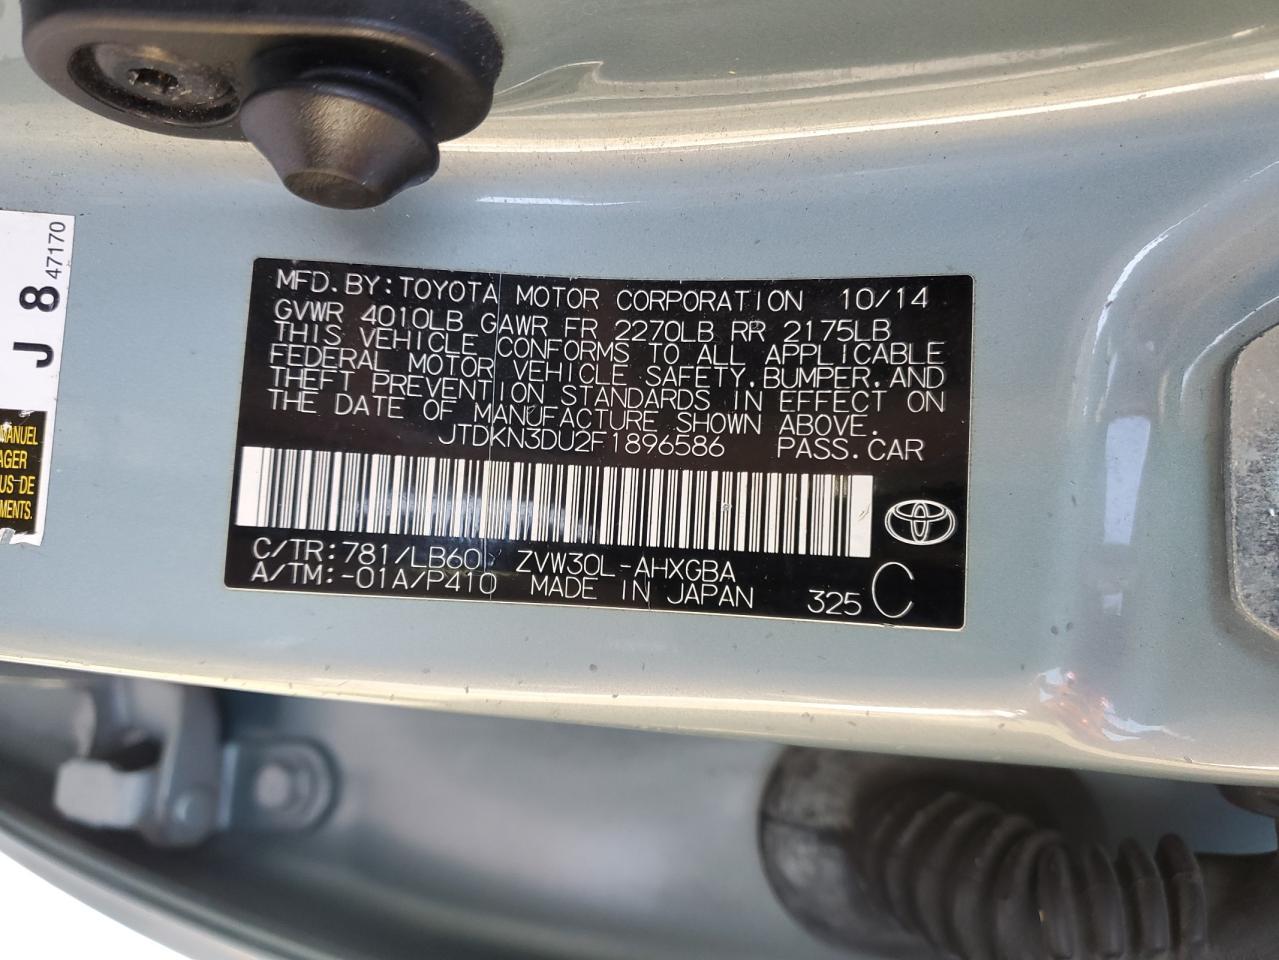 MFD. BY: TOYOTA MOTOR CORPORATION 10/14
GVWR 4010LB GAWR FR 2270LB RR 2175LB
THIS VEHICLE CONFORMS TO ALL APPLICABLE
FEDERAL MOTOR VEHICLE SAFETY, BUMPER, AND
THEFT PREVENTION STANDARDS IN EFFECT ON
THE DATE OF MANUFACTURE SHOWN ABOVE.
JTDKN3DU2F1896586 PASS. CAR
C/TR: 781/LB60 ZVW30L-AHXGBA
A/TM: -01A/P410 MADE IN JAPAN 325 C
J 8 47170
MANUEL
AGER
US DE
MENTS.